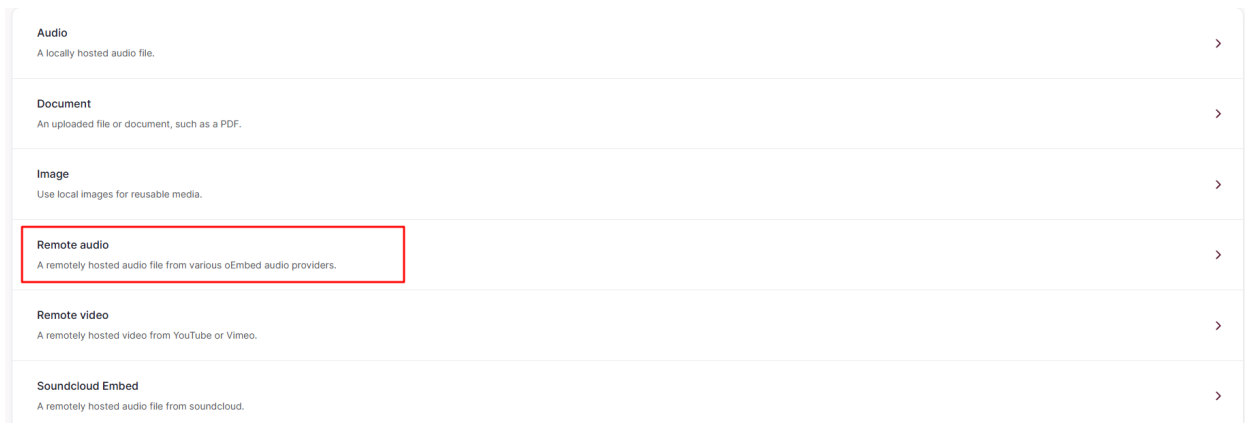 Audio
A locally hosted audio file.
Document
An uploaded file or document, such as a PDF.
Image
Use local images for reusable media.
Remote audio
A remotely hosted audio file from various oEmbed audio providers.
Remote video
A remotely hosted video from YouTube or Vimeo.
Soundcloud Embed
A remotely hosted audio file from soundcloud.